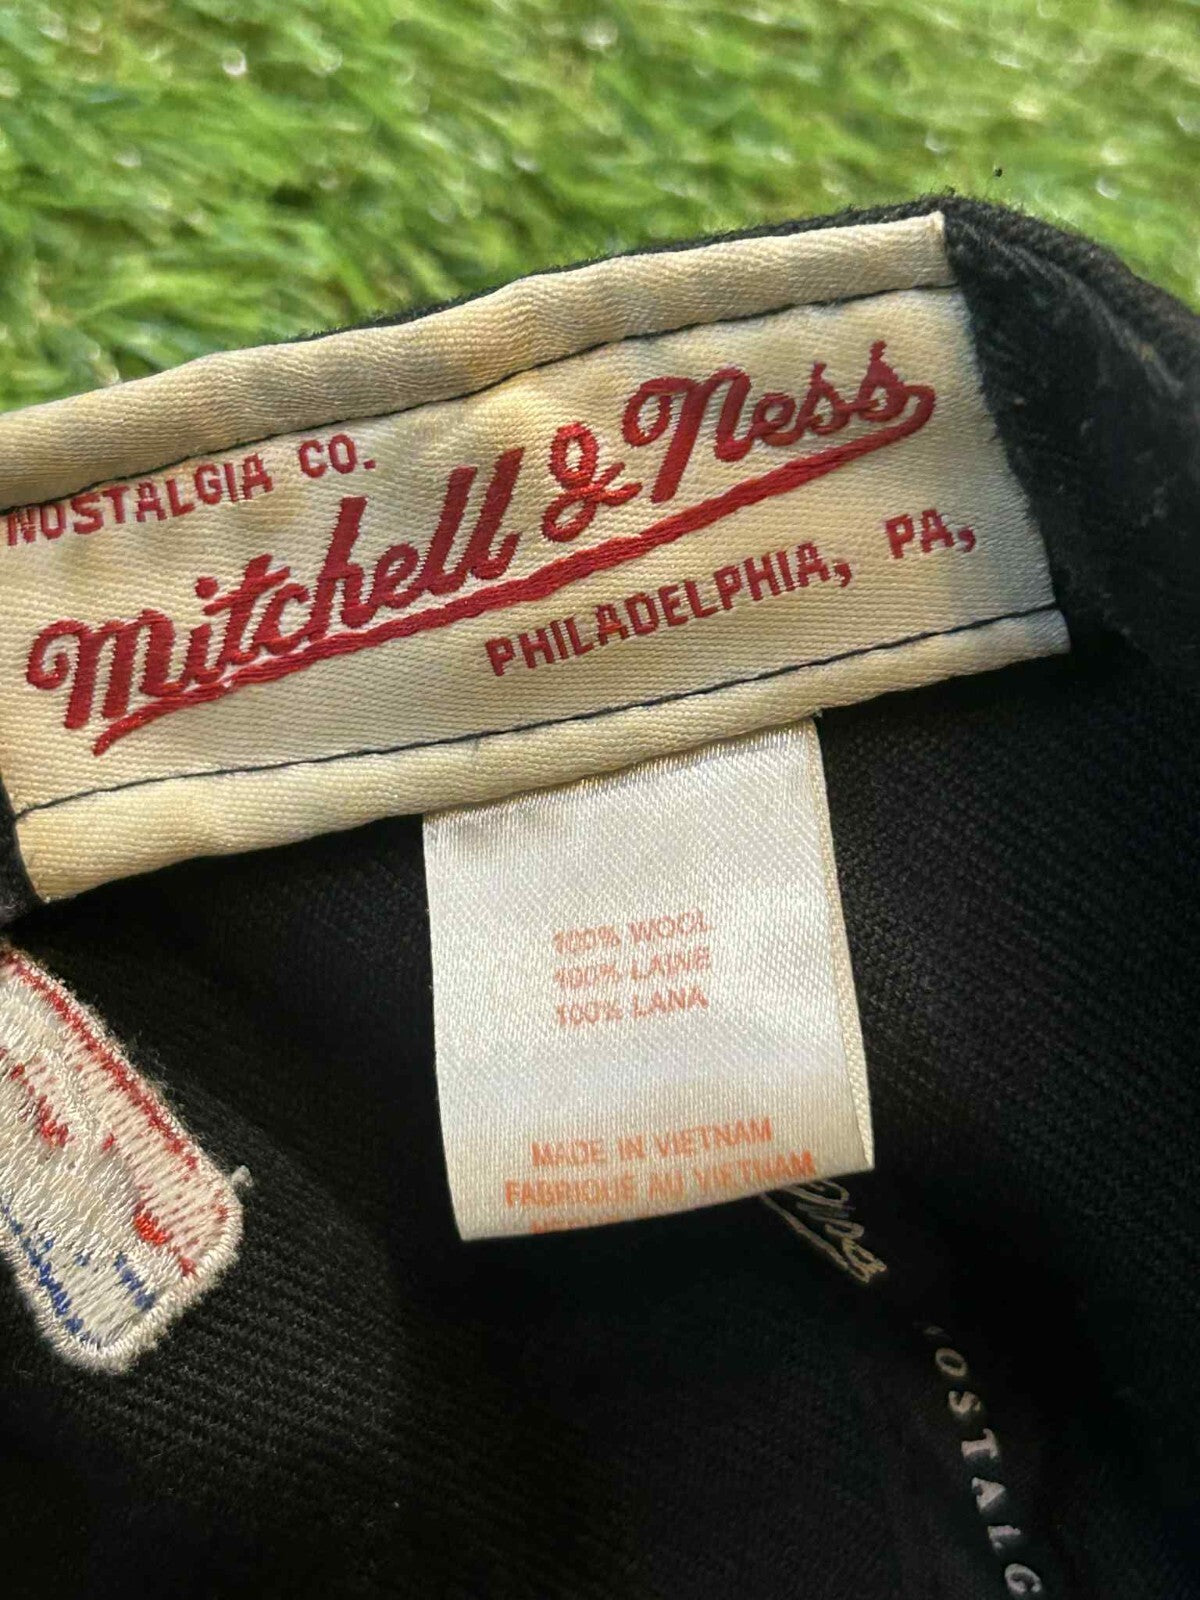 NOSTALGIA CO.
Mitchell & Ness
PHILADELPHIA, PA,
100% WOOL
100% LAINE
100% LANA
MADE IN VIETNAM
FABRIQUE AU VIETNAM